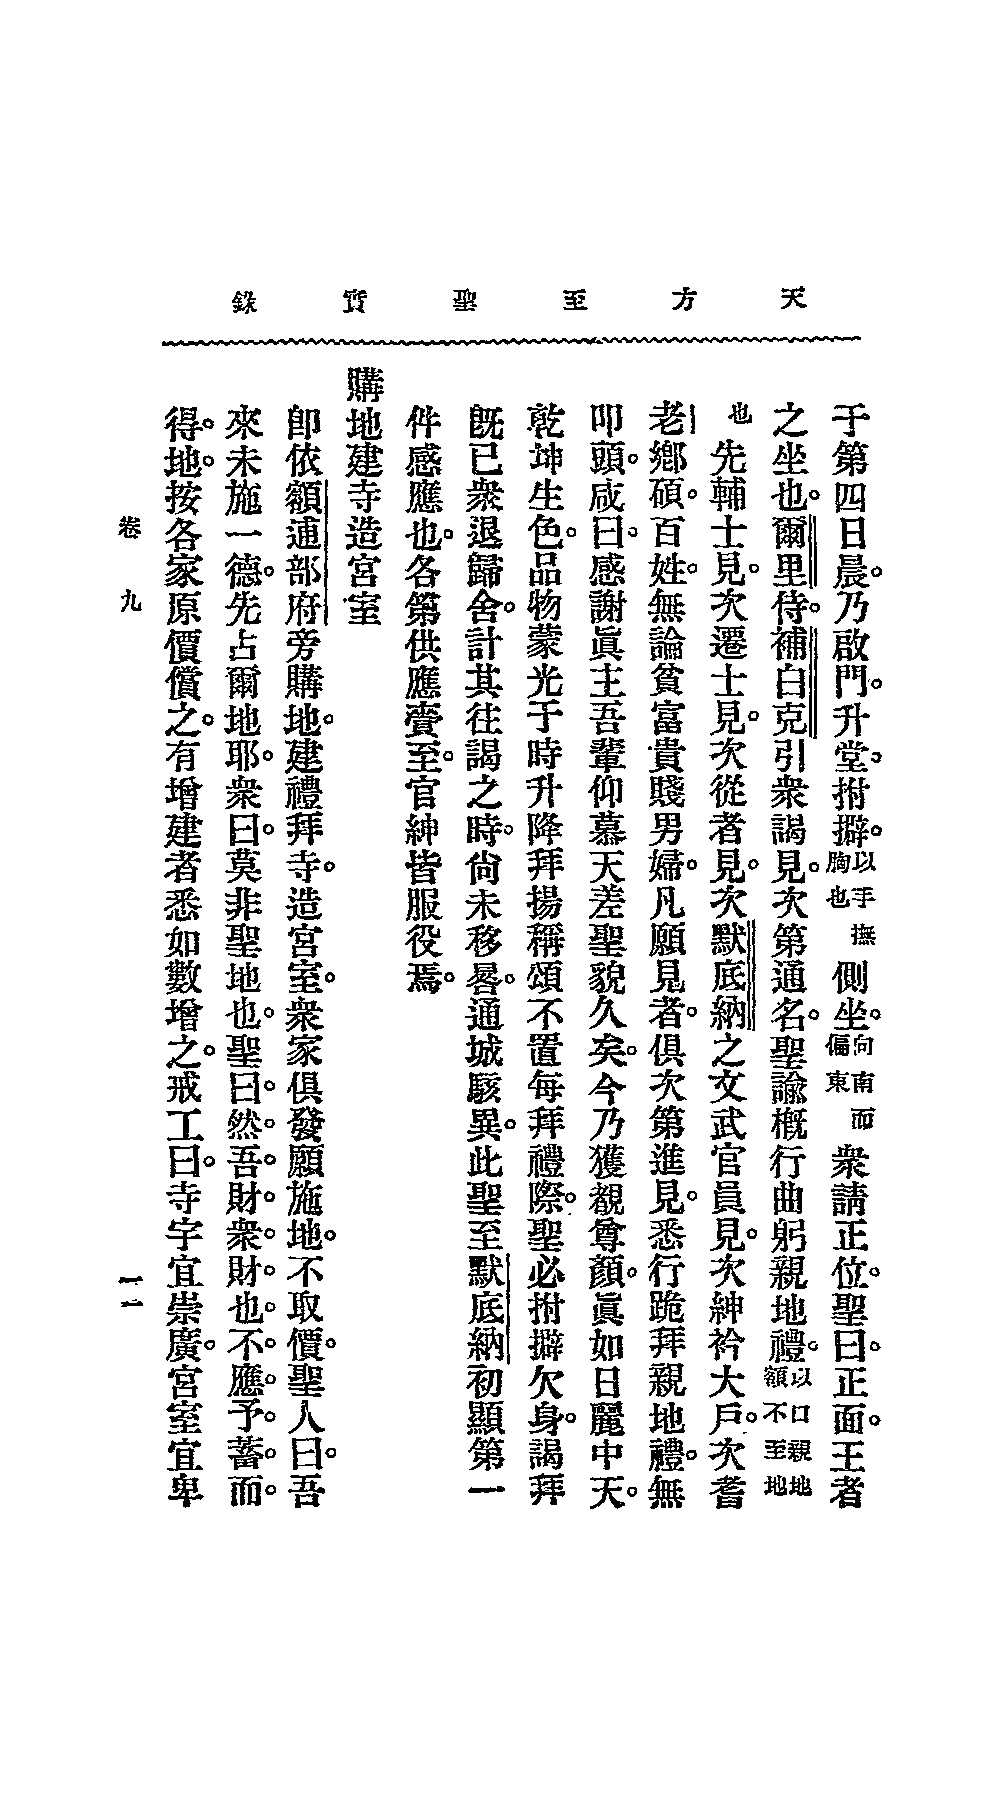 天方至聖實錄
于第四日晨。乃啟門。升堂。拊擗。以手撫胸也側坐。向南而偏東衆請正位。聖曰。正面。王者
之坐也。爾里侍。補白克引衆謁見。次第通名。聖諭概行曲躬親地禮。以口親地額不至地
也先輔士見。次遷士見。次從者見。次默底納之文武官員見。次紳衿大戶。次耆
老鄉碩。百姓。無論貧富貴賤男婦。凡願見者。俱次第進見。悉行跪拜親地禮。無
叩頭。咸曰。感謝眞主吾輩仰慕天差聖貌久矣。今乃獲覩尊顏。眞如日麗中天。
乾坤生色。品物蒙光于時升降拜揚稱頌不置每拜禮際。聖必拊擗欠身。謁拜
既已衆退歸舍。計其往謁之時。尙未移晷。通城駭異。此聖至默底納初顯第一
件感應也。各第供應賫至。官紳皆服役焉。
購地建寺造宮室
卽依額逋部府旁購地。建禮拜寺。造宮室。衆家俱發願施地。不取價。聖人曰。吾
來未施一德。先占爾地耶。衆曰。莫非聖地也。聖曰。然。吾。財。衆。財。也。不。應。予。蓄。而。
得。地。按各家原價償之。有增建者悉如數增之。戒工曰。寺宇宜崇廣。宮室宜卑
卷九
一二